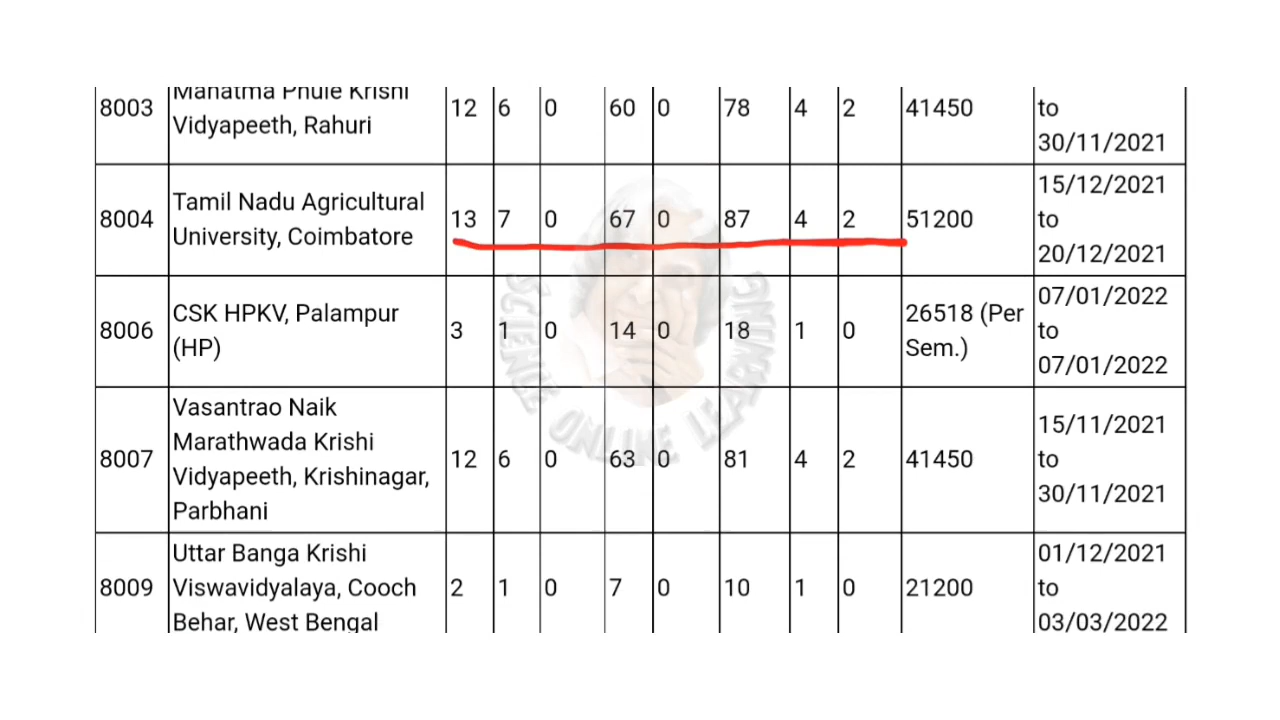 8003 Mahatma Phule Krishi Vidyapeeth, Rahuri 12 6 0 60 0 78 4 2 41450 to 30/11/2021
8004 Tamil Nadu Agricultural University, Coimbatore 13 7 0 67 0 87 4 2 51200 15/12/2021 to 20/12/2021
8006 CSK HPKV, Palampur (HP) 3 1 0 14 0 18 1 0 26518 (Per Sem.) 07/01/2022 to 07/01/2022
8007 Vasantrao Naik Marathwada Krishi Vidyapeeth, Krishinagar, Parbhani 12 6 0 63 0 81 4 2 41450 15/11/2021 to 30/11/2021
8009 Uttar Banga Krishi Viswavidyalaya, Cooch Behar, West Bengal 2 1 0 7 0 10 1 0 21200 01/12/2021 to 03/03/2022
SCIENCE ONLINE LEARNING